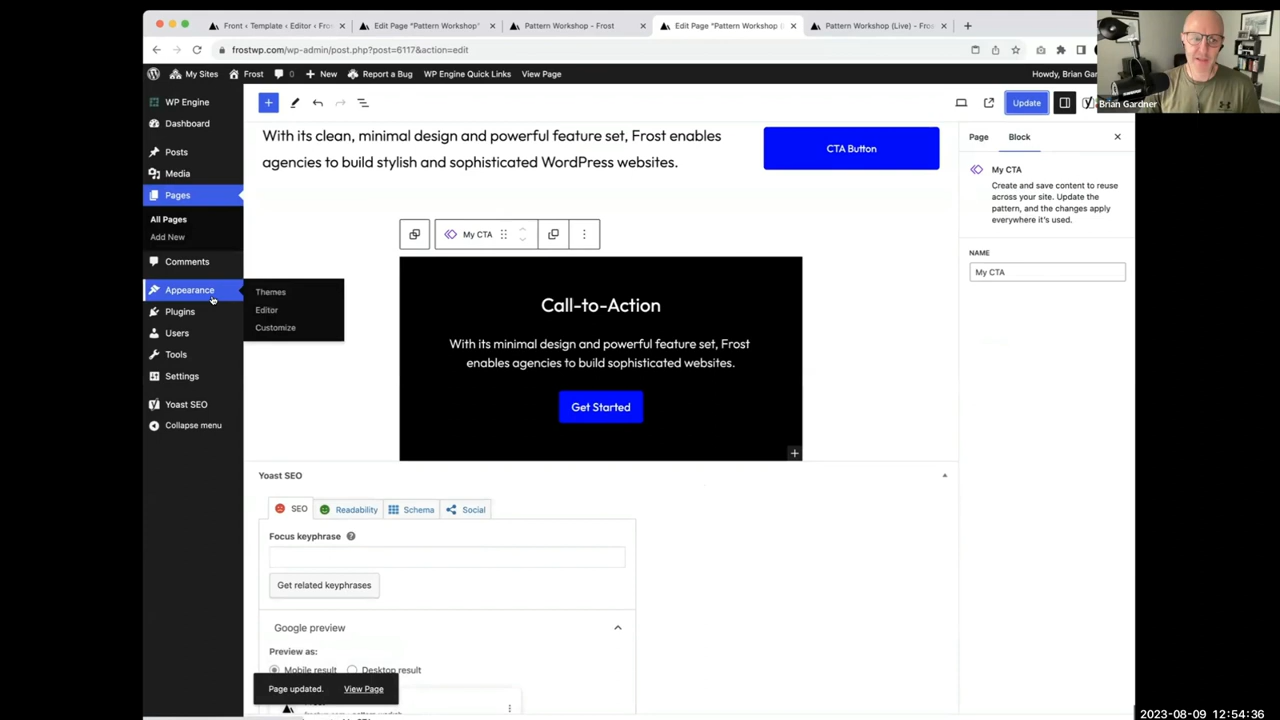 Front ‹ Template ‹ Editor ‹ Fro
Edit Page "Pattern Workshop"
Pattern Workshop - Frost
Edit Page "Pattern Workshop
Pattern Workshop (Live) - Fros
frostwp.com/wp-admin/post.php?post=6117&action=edit
My Sites
Frost
0
New
Report a Bug
WP Engine Quick Links
View Page
Howdy, Brian Gar
Brian Gardner
WP Engine
Dashboard
Posts
Media
Pages
All Pages
Add New
Comments
Appearance
Plugins
Users
Tools
Settings
Yoast SEO
Collapse menu
Themes
Editor
Customize
Update
With its clean, minimal design and powerful feature set, Frost enables
agencies to build stylish and sophisticated WordPress websites.
CTA Button
My CTA
Call-to-Action
With its minimal design and powerful feature set, Frost
enables agencies to build sophisticated websites.
Get Started
Page
Block
My CTA
Create and save content to reuse
across your site. Update the
pattern, and the changes apply
everywhere it's used.
NAME
My CTA
Yoast SEO
SEO
Readability
Schema
Social
Focus keyphrase
Get related keyphrases
Google preview
Preview as:
Mobile result
Desktop result
Page updated.
View Page
2023-08-09 12:54:36